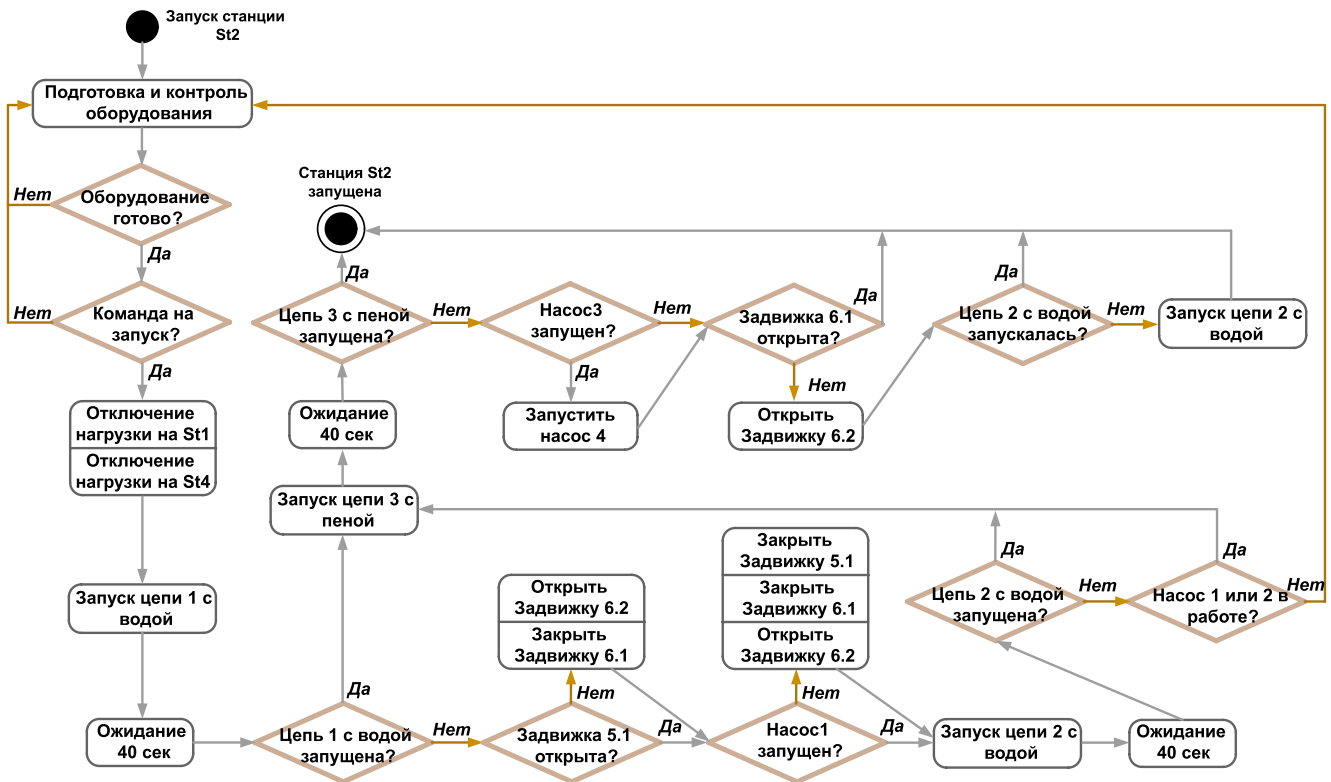 Запуск станции
St2
Подготовка и контроль
оборудования
Нет
Оборудование
готово?
Да
Нет
Команда на
запуск?
Да
Отключение
нагрузки на St1
Отключение
нагрузки на St4
Запуск цепи 1 с
водой
Ожидание
40 сек
Цепь 1 с водой
запущена?
Да
Нет
Задвижка 5.1
открыта?
Нет
Да
Открыть
Задвижку 6.2
Закрыть
Задвижку 6.1
Насос1
запущен?
Нет
Да
Закрыть
Задвижку 5.1
Закрыть
Задвижку 6.1
Открыть
Задвижку 6.2
Запуск цепи 2 с
водой
Ожидание
40 сек
Цепь 2 с водой
запущена?
Да
Нет
Насос 1 или 2 в
работе?
Да
Нет
Запуск цепи 3 с
пеной
Ожидание
40 сек
Цепь 3 с пеной
запущена?
Да
Нет
Станция St2
запущена
Насос3
запущен?
Нет
Да
Запустить
насос 4
Задвижка 6.1
открыта?
Да
Нет
Открыть
Задвижку 6.2
Цепь 2 с водой
запускалась?
Да
Нет
Запуск цепи 2 с
водой